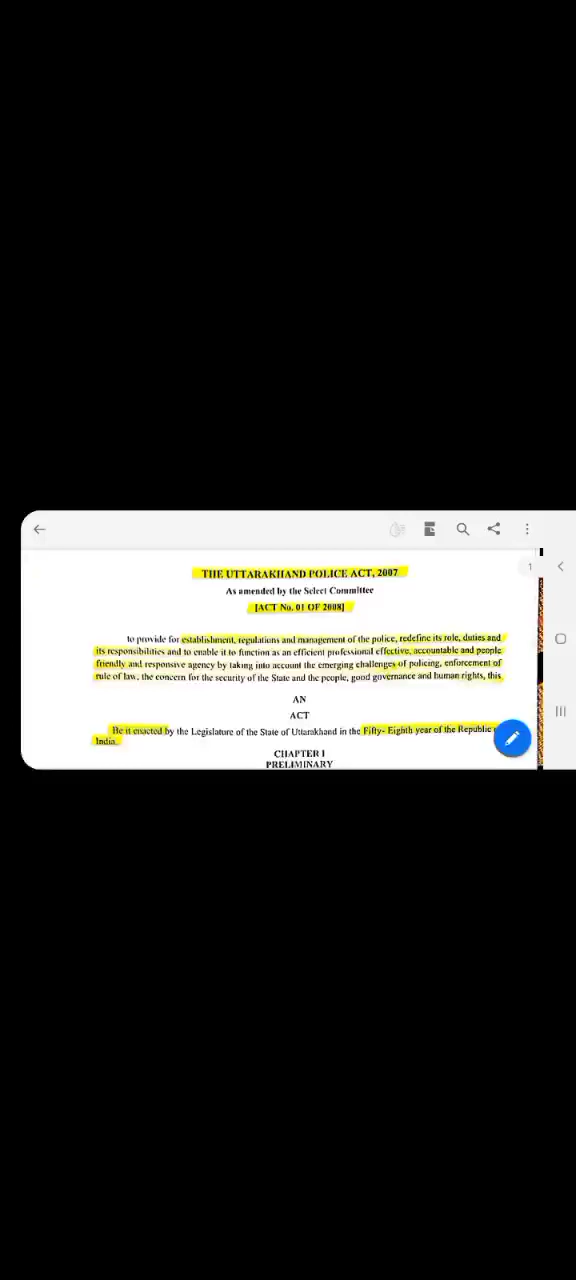 1
THE UTTARAKHAND POLICE ACT, 2007
As amended by the Select Committee
[ACT No. 01 OF 2008]
to provide for establishment, regulations and management of the police, redefine its role, duties and
its responsibilities and to enable it to function as an efficient professional effective, accountable and people
friendly and responsive agency by taking into account the emerging challenges of policing, enforcement of
rule of law, the concern for the security of the State and the people, good governance and human rights, this
AN
ACT
Be it enacted by the Legislature of the State of Uttarakhand in the Fifty- Eighth year of the Republic
India.
CHAPTER I
PRELIMINARY